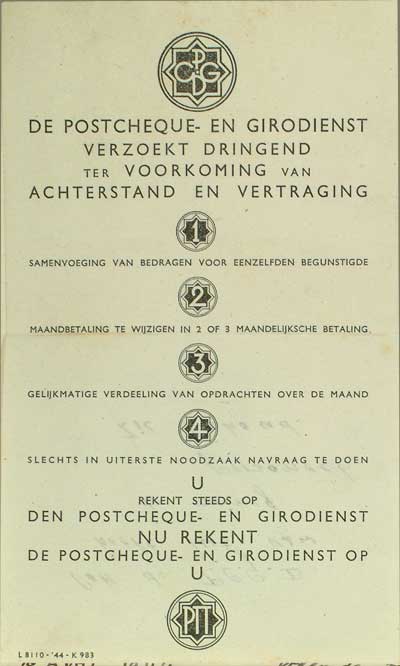 PCGD
DE POSTCHEQUE- EN GIRODIENST
VERZOEKT DRINGEND
TER VOORKOMING VAN
ACHTERSTAND EN VERTRAGING
1
SAMENVOEGING VAN BEDRAGEN VOOR EENZELFDEN BEGUNSTIGDE
2
MAANDBETALING TE WIJZIGEN IN 2 OF 3 MAANDELIJKSCHE BETALING
3
GELIJKMATIGE VERDEELING VAN OPDRACHTEN OVER DE MAAND
4
SLECHTS IN UITERSTE NOODZAAK NAVRAAG TE DOEN
U
REKENT STEEDS OP
DEN POSTCHEQUE- EN GIRODIENST
NU REKENT
DE POSTCHEQUE- EN GIRODIENST OP
U
PTT
L 8110 - '44 - K 983